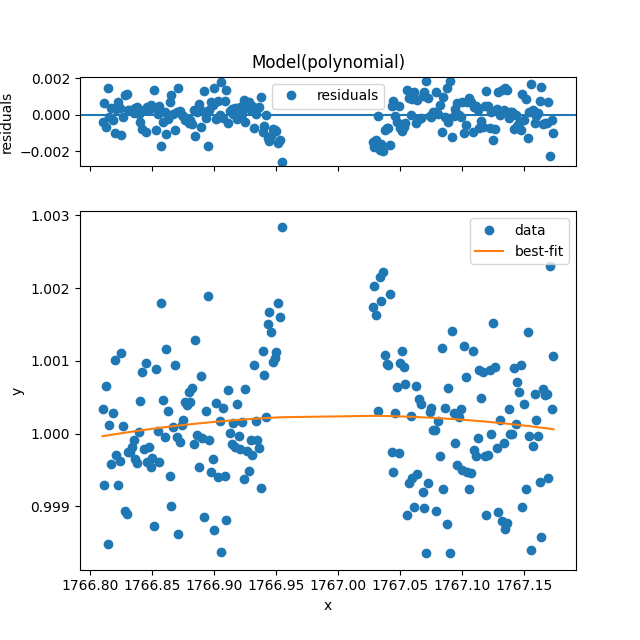 Model(polynomial)
0.002
0.000
−0.002
residuals
residuals
1.003
1.002
1.001
1.000
0.999
y
data
best-fit
1766.80 1766.85 1766.90 1766.95 1767.00 1767.05 1767.10 1767.15
x